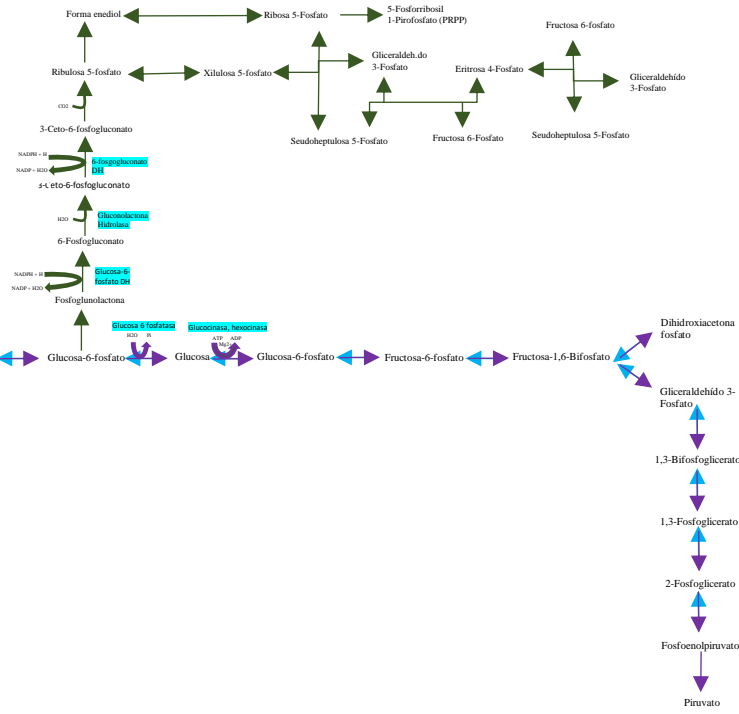 Forma enediol
Ribosa 5-Fosfato
5-Fosforribosil
1-Pirofosfato (PRPP)
Ribulosa 5-fosfato
Xilulosa 5-fosfato
Gliceraldeh.do
3-Fosfato
Eritrosa 4-Fosfato
Fructosa 6-fosfato
Gliceraldehído
3-Fosfato
CO2
3-Ceto-6-fosfogluconato
Seudoheptulosa 5-Fosfato
Fructosa 6-Fosfato
Seudoheptulosa 5-Fosfato
NADPH + H
NADP + H2O
6-fosgogluconato
DH
3-Ceto-6-fosfogluconato
H2O
Gluconolactona
Hidrolasa
6-Fosfogluconato
NADPH + H
NADP + H2O
Glucosa-6-
fosfato DH
Fosfoglunolactona
Glucosa 6 fosfatasa
H2O Pi
Glucocinasa, hexocinasa
ATP ADP
Mg2+
Glucosa-6-fosfato
Glucosa
Glucosa-6-fosfato
Fructosa-6-fosfato
Fructosa-1,6-Bifosfato
Dihidroxiacetona
fosfato
Gliceraldehído 3-
Fosfato
1,3-Bifosfoglicerato
1,3-Fosfoglicerato
2-Fosfoglicerato
Fosfoenolpiruvato
Piruvato